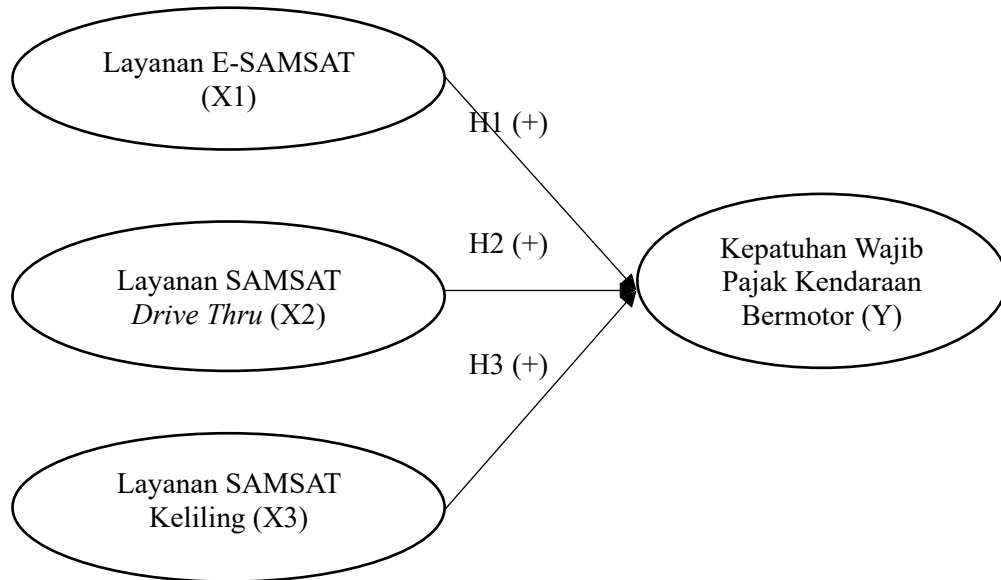 Layanan E-SAMSAT
(X1)
H1 (+)
Layanan SAMSAT
Drive Thru (X2)
H2 (+)
Kepatuhan Wajib
Pajak Kendaraan
Bermotor (Y)
H3 (+)
Layanan SAMSAT
Keliling (X3)